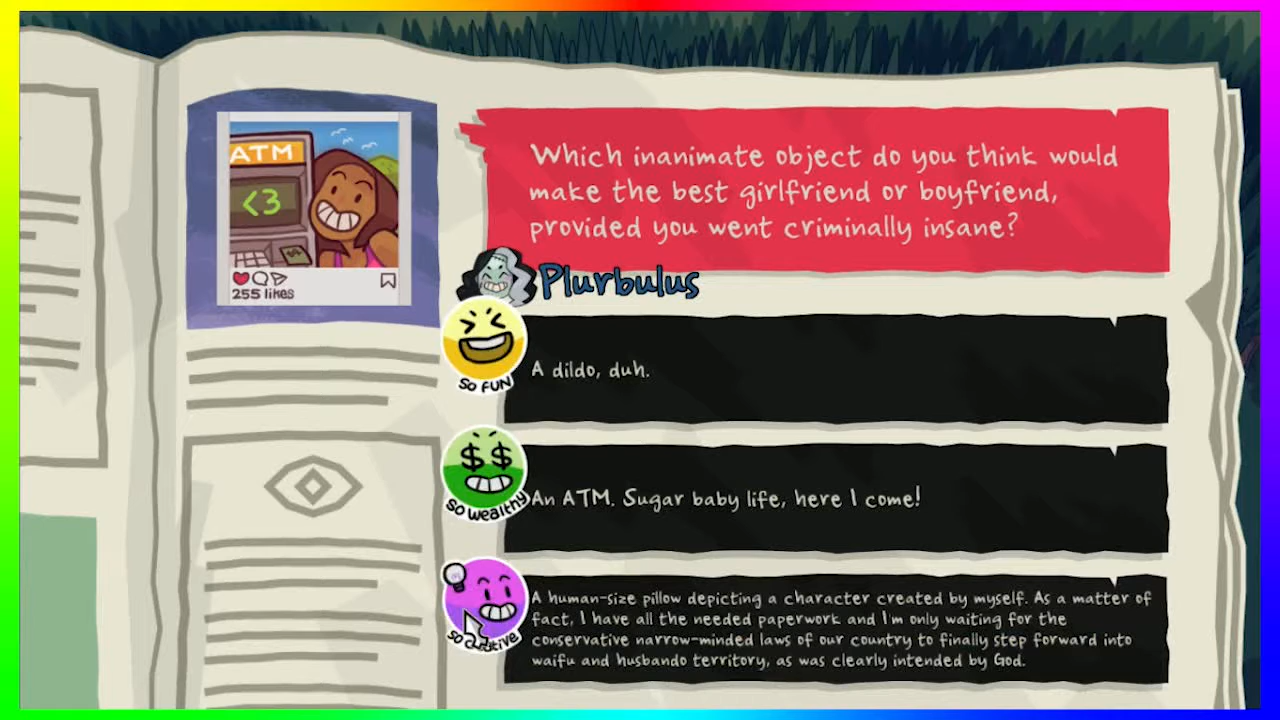 ATM
<3
255 likes
Which inanimate object do you think would
make the best girlfriend or boyfriend,
provided you went criminally insane?
Plurbulus
SO FUN
A dildo, duh.
SO WEALTHY
An ATM. Sugar baby life, here I come!
A human-size pillow depicting a character created by myself. As a matter of
fact, I have all the needed paperwork and I'm only waiting for the
conservative narrow-minded laws of our country to finally step forward into
waifu and husbando territory, as was clearly intended by God.